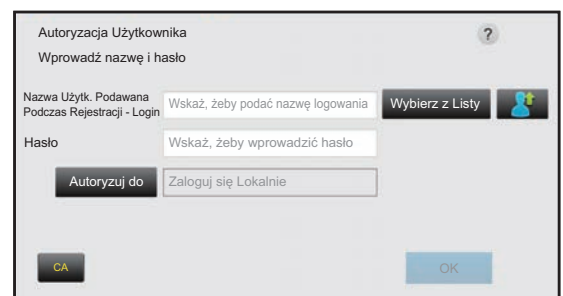 Autoryzacja Użytkownika
?
Wprowadź nazwę i hasło
Nazwa Użytk. Podawana
Podczas Rejestracji - Login
Wskaż, żeby podać nazwę logowania
Wybierz z Listy
Hasło
Wskaż, żeby wprowadzić hasło
Autoryzuj do
Zaloguj się Lokalnie
CA
OK